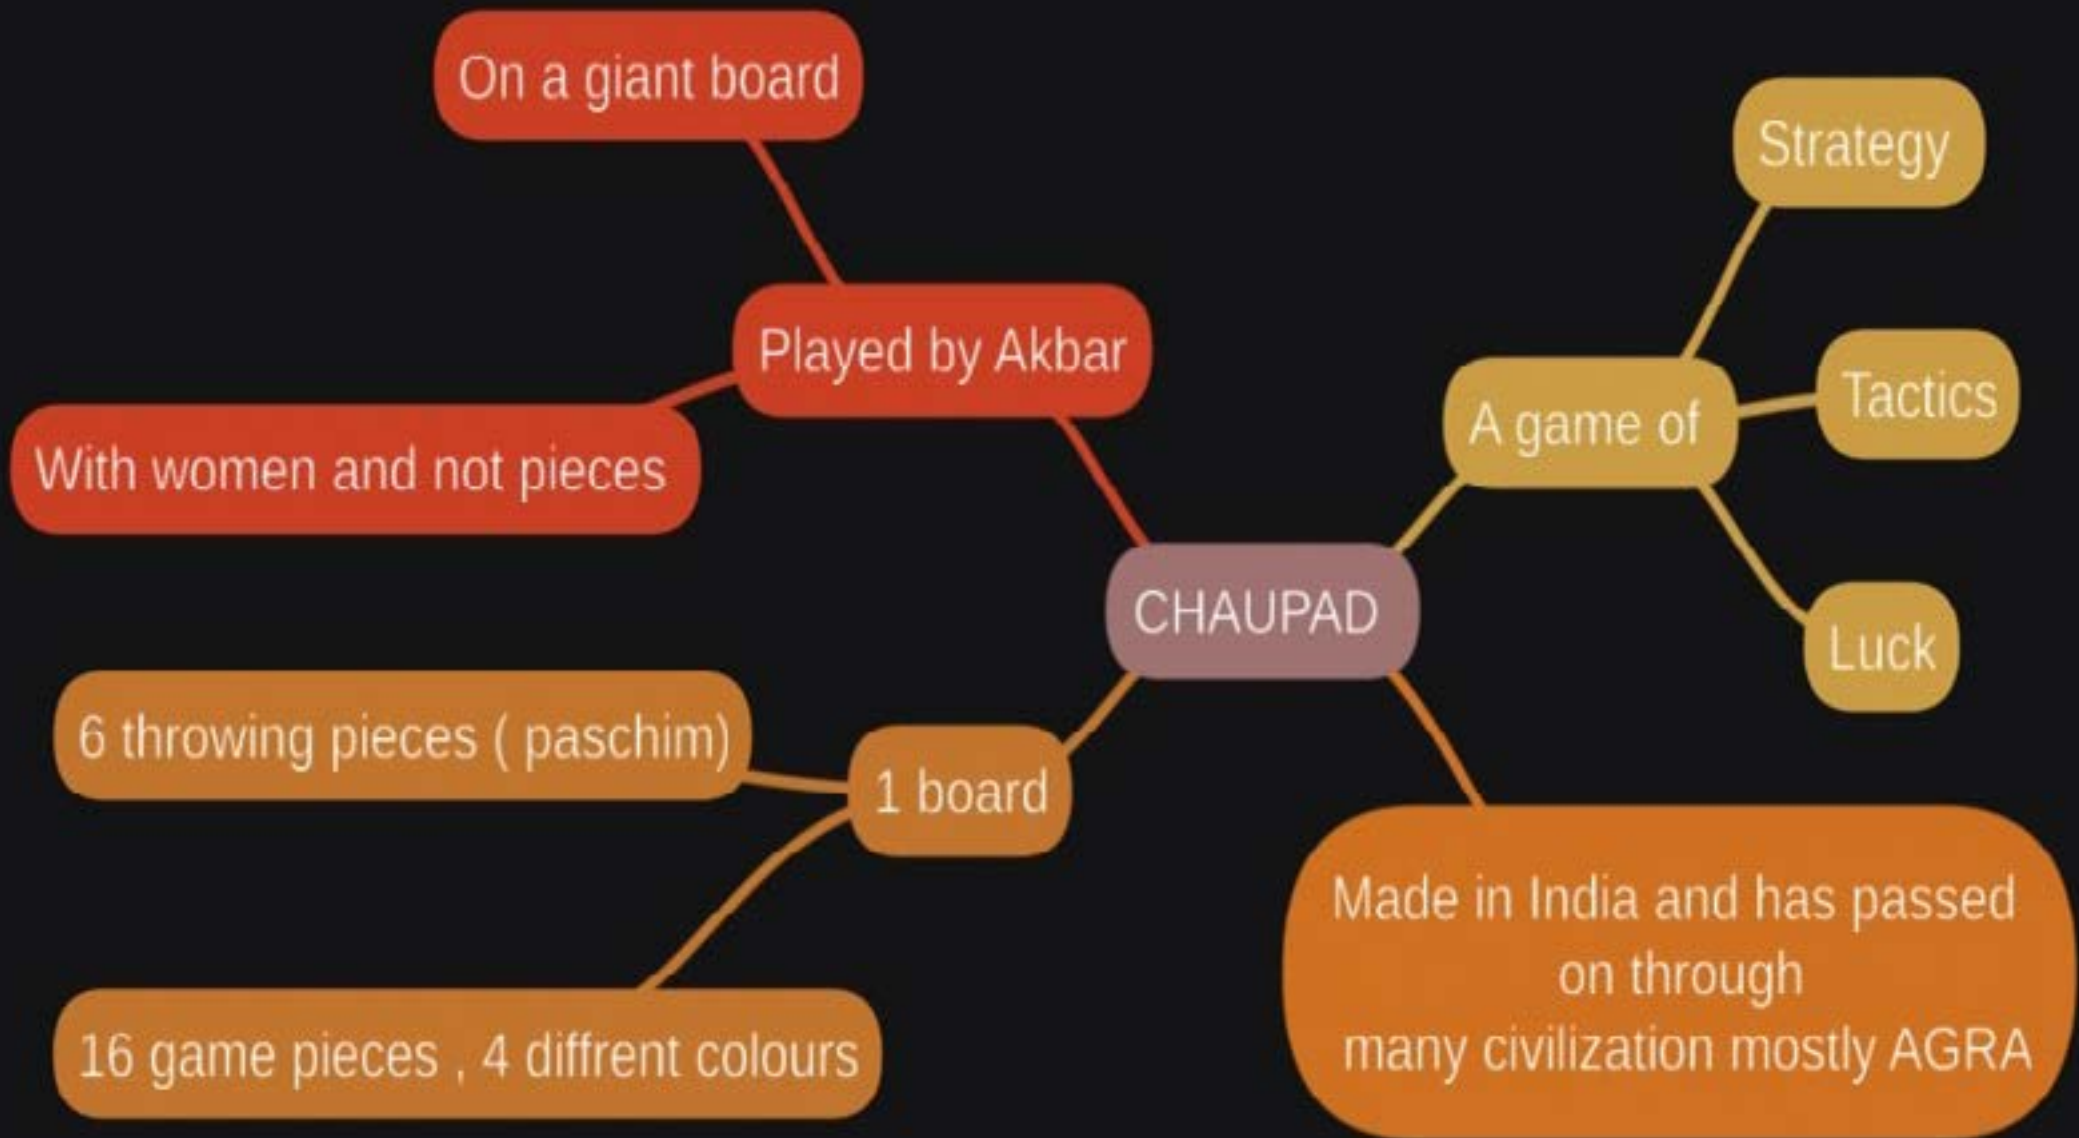 On a giant board
Strategy
Played by Akbar
Tactics
A game of
With women and not pieces
CHAUPAD
Luck
6 throwing pieces ( paschim)
1 board
Made in India and has passed
on through
many civilization mostly AGRA
16 game pieces , 4 diffrent colours